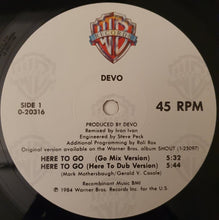 WB
RECORDS
DEVO
SIDE 1
0-20316
45 RPM
PRODUCED BY DEVO
Remixed by Ivan Ivan
Engineered by Steve Peck
Additional Programming by Roli Rox
Original version available on the Warner Bros. album SHOUT (1-25097)
HERE TO GO (Go Mix Version) 5:32
HERE TO GO (Here To Dub Version) 5:44
(Mark Mothersbaugh, Gerald V. Casale)
Recombinant Music BMI
℗ 1984 Warner Bros. Records Inc. for the U.S.